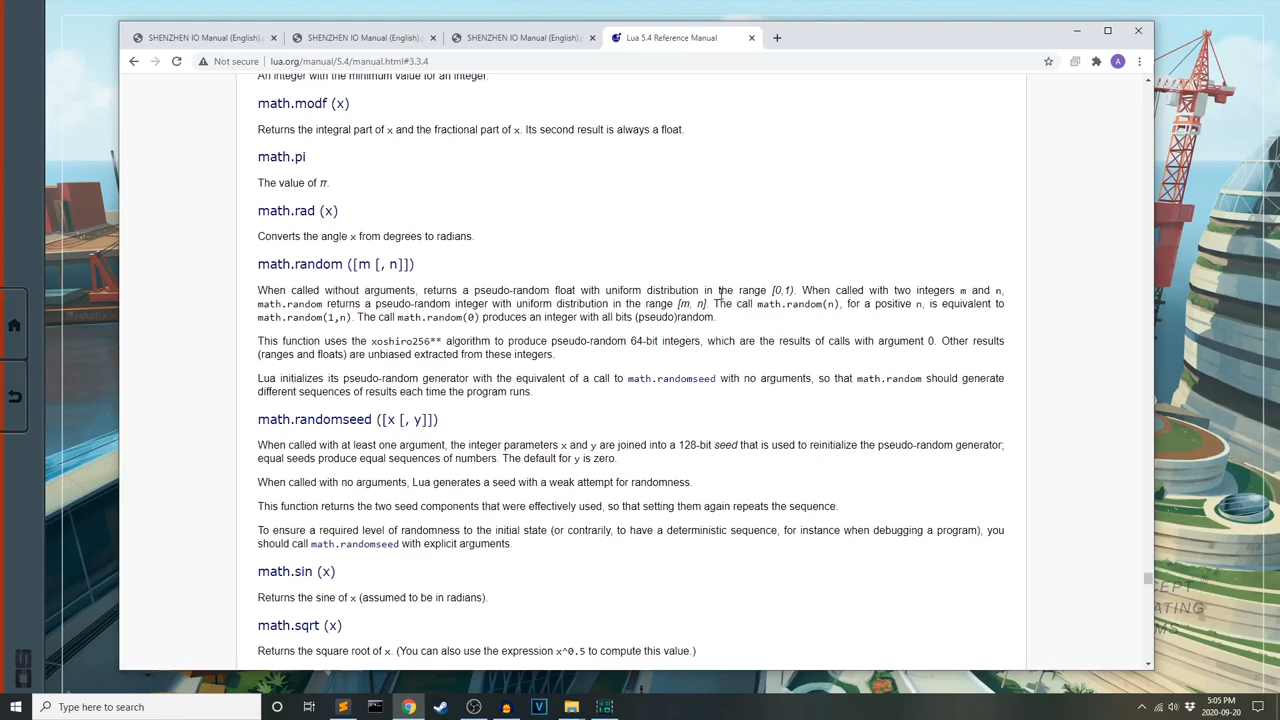 SHENZHEN IO Manual (English).p
SHENZHEN IO Manual (English).p
SHENZHEN IO Manual (English).p
Lua 5.4 Reference Manual
Not secure
lua.org/manual/5.4/manual.html#3.3.4
A
An integer with the minimum value for an integer.
math.modf (x)
Returns the integral part of x and the fractional part of x. Its second result is always a float.
math.pi
The value of π.
math.rad (x)
Converts the angle x from degrees to radians.
math.random ([m [, n]])
When called without arguments, returns a pseudo-random float with uniform distribution in the range [0,1). When called with two integers m and n,
math.random returns a pseudo-random integer with uniform distribution in the range [m, n]. The call math.random(n), for a positive n, is equivalent to
math.random(1,n). The call math.random(0) produces an integer with all bits (pseudo)random.
This function uses the xoshiro256** algorithm to produce pseudo-random 64-bit integers, which are the results of calls with argument 0. Other results
(ranges and floats) are unbiased extracted from these integers.
Lua initializes its pseudo-random generator with the equivalent of a call to math.randomseed with no arguments, so that math.random should generate
different sequences of results each time the program runs.
math.randomseed ([x [, y]])
When called with at least one argument, the integer parameters x and y are joined into a 128-bit seed that is used to reinitialize the pseudo-random generator;
equal seeds produce equal sequences of numbers. The default for y is zero.
When called with no arguments, Lua generates a seed with a weak attempt for randomness.
This function returns the two seed components that were effectively used, so that setting them again repeats the sequence.
To ensure a required level of randomness to the initial state (or contrarily, to have a deterministic sequence, for instance when debugging a program), you
should call math.randomseed with explicit arguments.
math.sin (x)
Returns the sine of x (assumed to be in radians).
math.sqrt (x)
Returns the square root of x. (You can also use the expression x^0.5 to compute this value.)
Type here to search
5:05 PM
2020-09-20